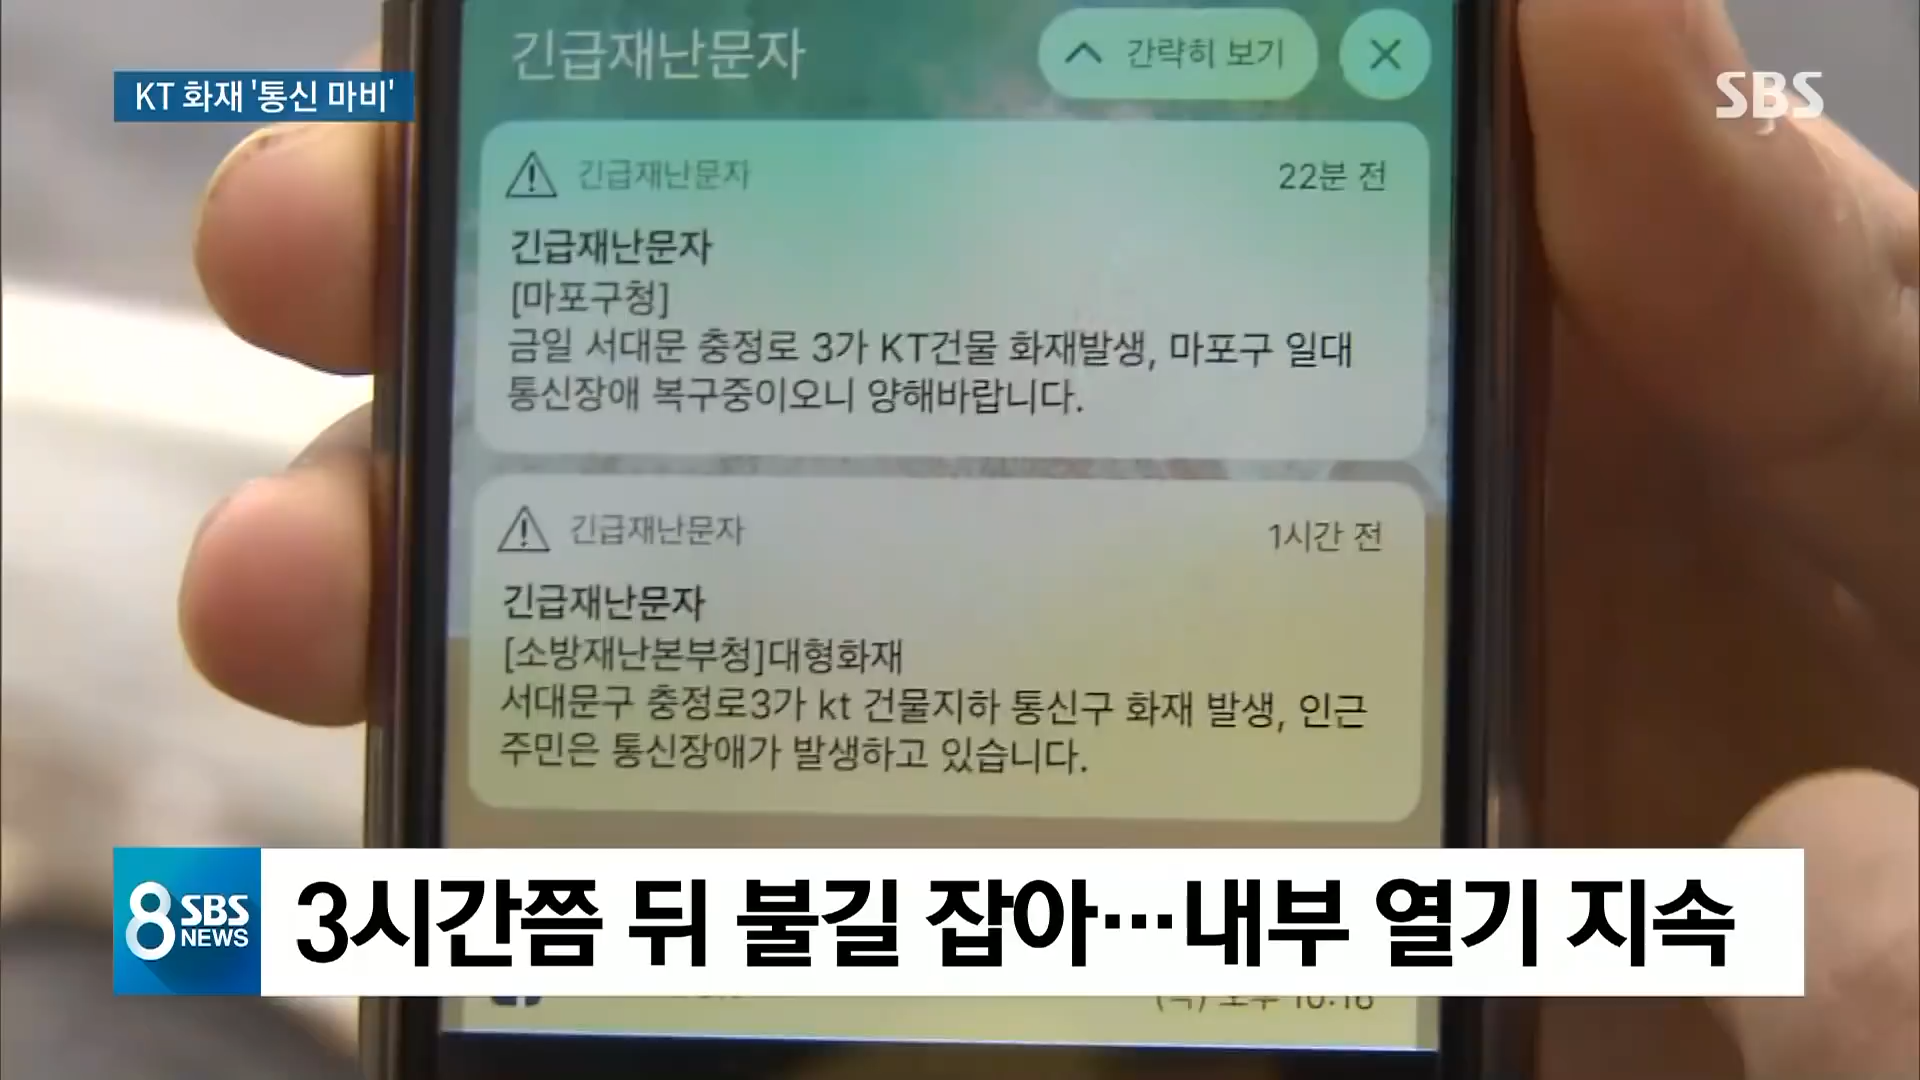 긴급재난문자
간략히 보기
KT 화재 '통신 마비'
SBS
긴급재난문자
22분 전
긴급재난문자
[마포구청]
금일 서대문 충정로 3가 KT건물 화재발생, 마포구 일대
통신장애 복구중이오니 양해바랍니다.
긴급재난문자
1시간 전
긴급재난문자
[소방재난본부청]대형화재
서대문구 충정로3가 kt 건물지하 통신구 화재 발생, 인근
주민은 통신장애가 발생하고 있습니다.
8 SBS NEWS
3시간쯤 뒤 불길 잡아…내부 열기 지속